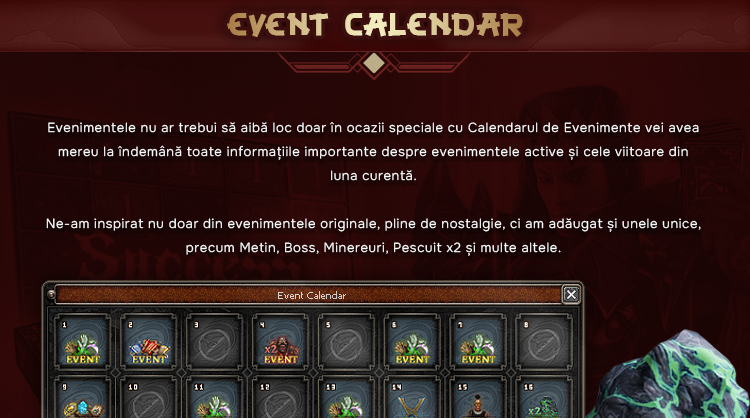 EVENT CALENDAR
Evenimentele nu ar trebui să aibă loc doar în ocazii speciale cu Calendarul de Evenimente vei avea
mereu la îndemână toate informațiile importante despre evenimentele active și cele viitoare din
luna curentă.
Ne-am inspirat nu doar din evenimentele originale, pline de nostalgie, ci am adăugat și unele unice,
precum Metin, Boss, Minereuri, Pescuit x2 și multe altele.
Success
Event Calendar
1 2 3 4 5 6 7 8
x2
EVENT EVENT EVENT EVENT EVENT
9 10 11 12 13 14 15 16
x2